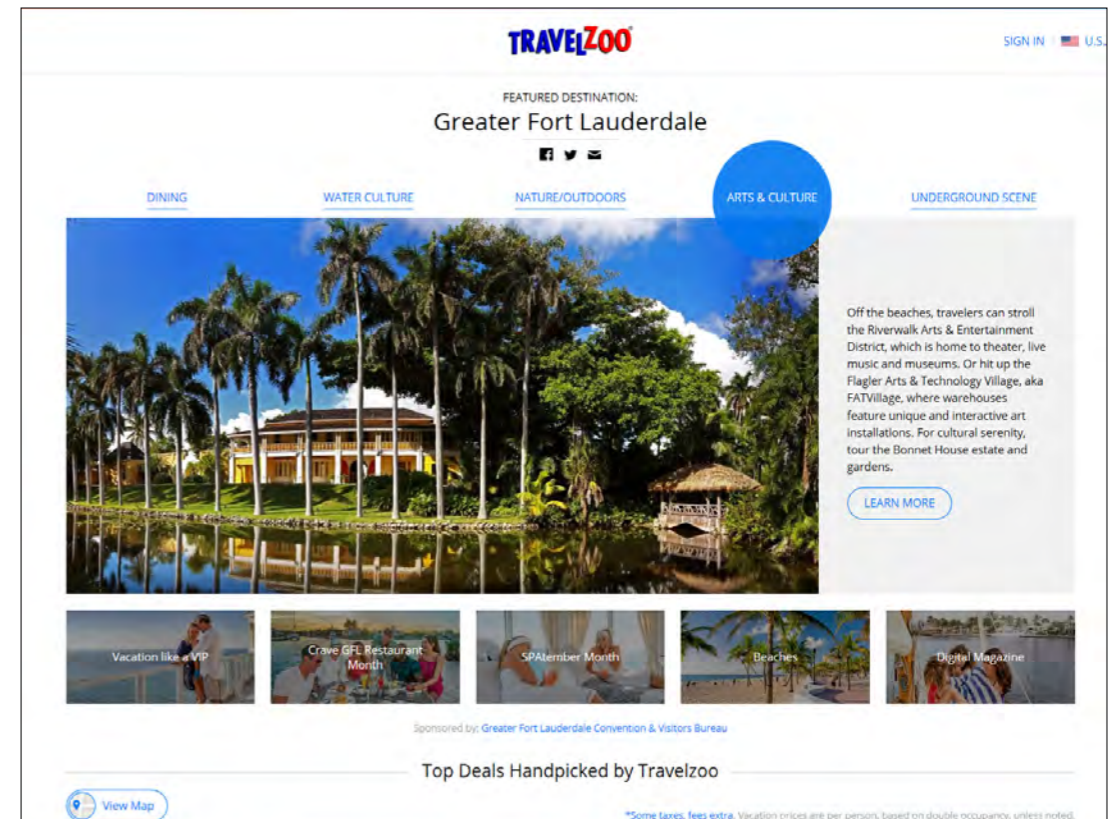 TRAVELZOO
SIGN IN
U.S.
FEATURED DESTINATION:
Greater Fort Lauderdale
DINING
WATER CULTURE
NATURE/OUTDOORS
ARTS & CULTURE
UNDERGROUND SCENE
Off the beaches, travelers can stroll
the Riverwalk Arts & Entertainment
District, which is home to theater, live
music and museums. Or hit up the
Flagler Arts & Technology Village, aka
FATVillage, where warehouses
feature unique and interactive art
installations. For cultural serenity,
tour the Bonnet House estate and
gardens.
LEARN MORE
Vacation like a VIP
Crave GFL Restaurant
Month
SPAtember Month
Beaches
Digital Magazine
Sponsored by: Greater Fort Lauderdale Convention & Visitors Bureau
Top Deals Handpicked by Travelzoo
View Map
*Some taxes, fees extra. Vacation prices are per person, based on double occupancy, unless noted.